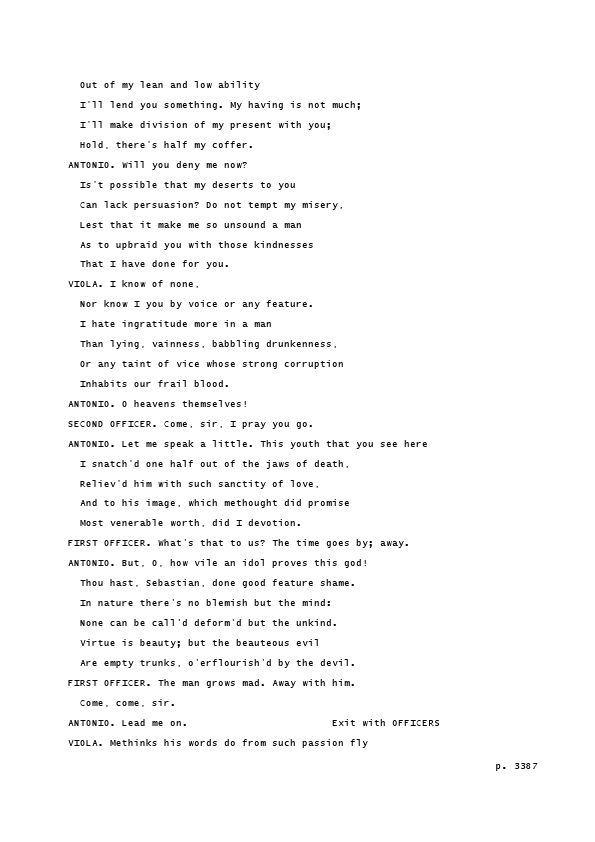 Out of my lean and low ability
I'll lend you something. My having is not much;
I'll make division of my present with you;
Hold, there's half my coffer.
ANTONIO. Will you deny me now?
Is't possible that my deserts to you
Can lack persuasion? Do not tempt my misery,
Lest that it make me so unsound a man
As to upbraid you with those kindnesses
That I have done for you.
VIOLA. I know of none,
Nor know I you by voice or any feature.
I hate ingratitude more in a man
Than lying, vainness, babbling drunkenness,
Or any taint of vice whose strong corruption
Inhabits our frail blood.
ANTONIO. O heavens themselves!
SECOND OFFICER. Come, sir, I pray you go.
ANTONIO. Let me speak a little. This youth that you see here
I snatch'd one half out of the jaws of death,
Reliev'd him with such sanctity of love,
And to his image, which methought did promise
Most venerable worth, did I devotion.
FIRST OFFICER. What's that to us? The time goes by; away.
ANTONIO. But, O, how vile an idol proves this god!
Thou hast, Sebastian, done good feature shame.
In nature there's no blemish but the mind:
None can be call'd deform'd but the unkind.
Virtue is beauty; but the beauteous evil
Are empty trunks, o'erflourish'd by the devil.
FIRST OFFICER. The man grows mad. Away with him.
Come, come, sir.
ANTONIO. Lead me on. Exit with OFFICERS
VIOLA. Methinks his words do from such passion fly
p. 3387